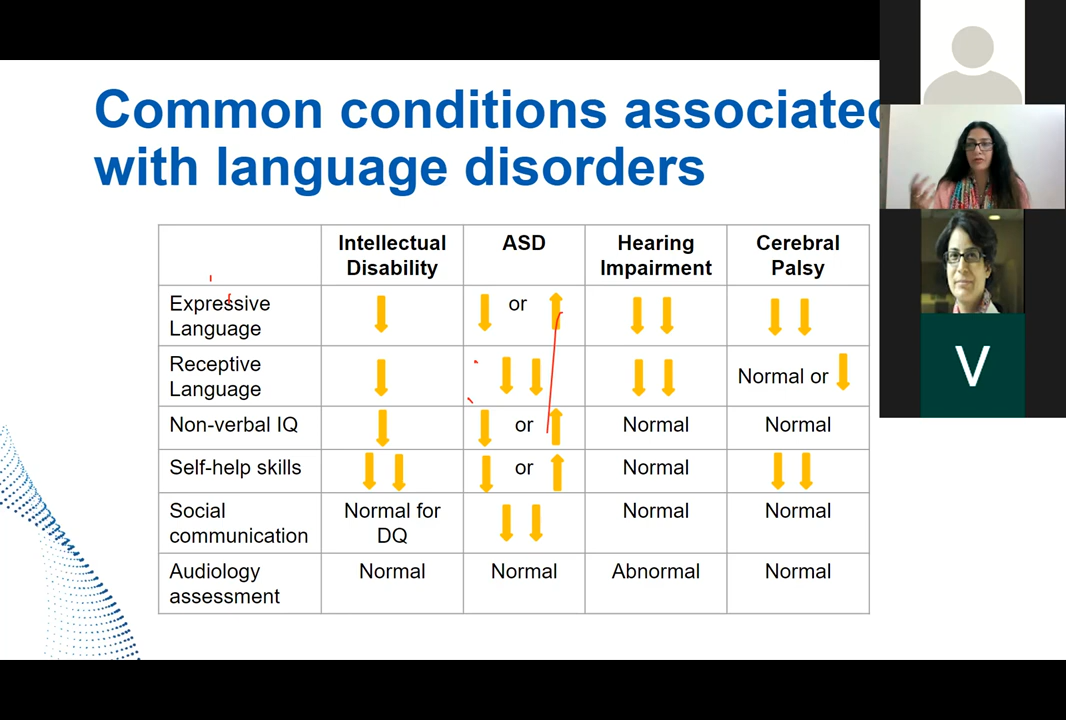 Common conditions associated
with language disorders
Intellectual
Disability
ASD
Hearing
Impairment
Cerebral
Palsy
Expressive
Language
or
Receptive
Language
Normal or
Non-verbal IQ
or
Normal
Normal
Self-help skills
or
Normal
Social
communication
Normal for
DQ
Normal
Normal
Audiology
assessment
Normal
Normal
Abnormal
Normal
V